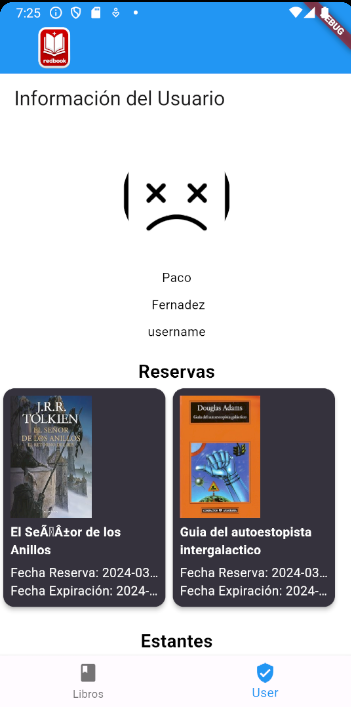 7:25
DEBUG
redbook
Información del Usuario
Paco
Fernadez
username
Reservas
J.R.R.
TOLKIEN
EL SEÑOR
DE LOS ANILLOS
Douglas Adams
Guía del autoestopista galáctico
El SeÃÂ±or de los
Anillos
Fecha Reserva: 2024-03...
Fecha Expiración: 2024-...
Guia del autoestopista
intergalactico
Fecha Reserva: 2024-03...
Fecha Expiración: 2024-...
Estantes
Libros
User